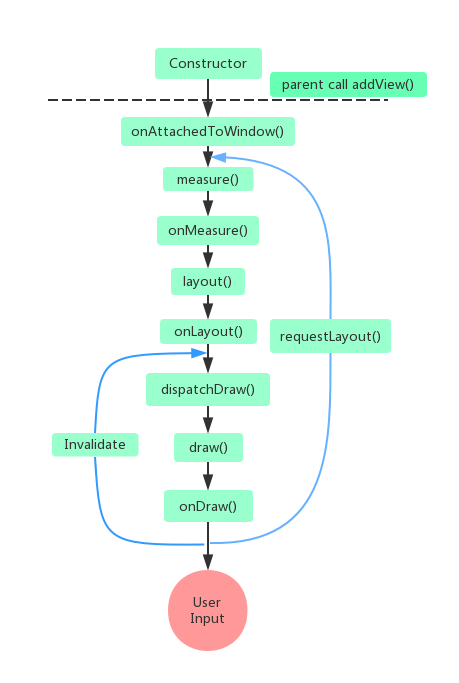 Constructor
parent call addView()
onAttachedToWindow()
measure()
onMeasure()
layout()
onLayout()
requestLayout()
dispatchDraw()
Invalidate
draw()
onDraw()
User
Input